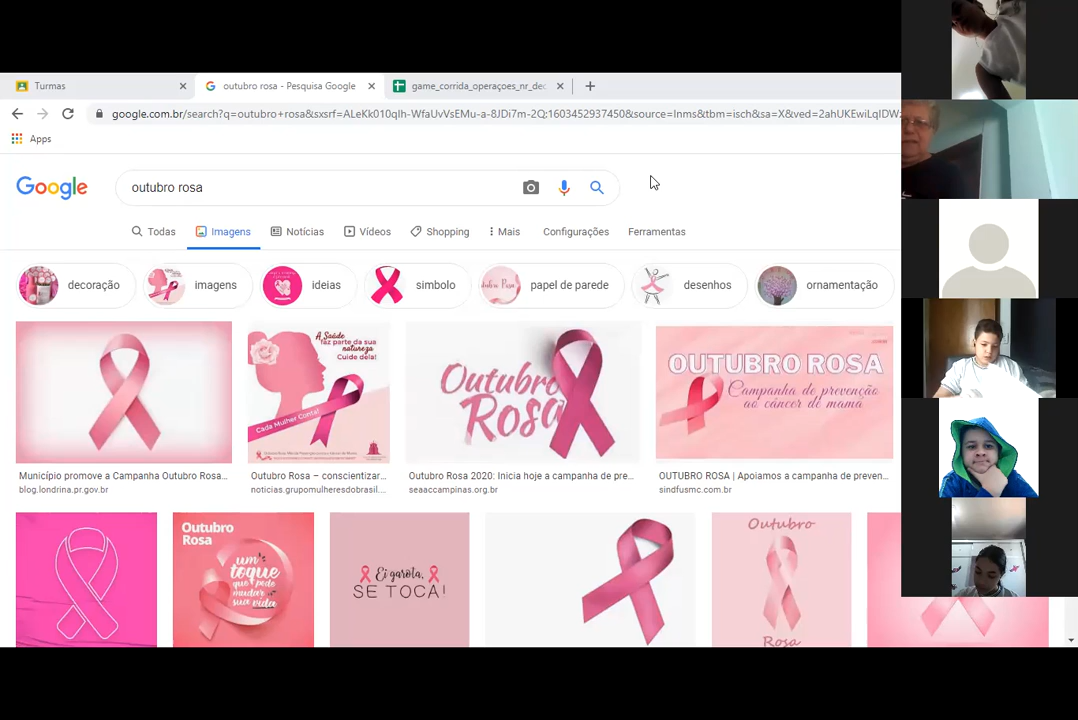 Turmas
outubro rosa - Pesquisa Google
game_corrida_operaçoes_nr_dec
google.com.br/search?q=outubro+rosa&sxsrf=ALeKk010qIh-WfaUvVsEMu-a-8JDi7m-2Q:1603452937450&source=lnms&tbm=isch&sa=X&ved=2ahUKEwiLqIDW
Apps
Google
outubro rosa
Todas
Imagens
Notícias
Vídeos
Shopping
Mais
Configurações
Ferramentas
decoração
imagens
ideias
simbolo
papel de parede
desenhos
ornamentação
A Saúde
faz parte da sua
natureza
Cuide dela!
Cada Mulher Conta!
Outubro
Rosa
OUTUBRO ROSA
Campanha de prevenção
ao câncer de mama
Município promove a Campanha Outubro Rosa...
blog.londrina.pr.gov.br
Outubro Rosa – conscientizar...
noticias.grupomulheresdobrasil....
Outubro Rosa 2020: Inicia hoje a campanha de pre...
seaaccampinas.org.br
OUTUBRO ROSA | Apoiamos a campanha de preven...
sindfusmc.com.br
Outubro
Rosa
um
toque
que pode
mudar
sua vida
Ei garota,
SE TOCA!
Outubro
Rosa